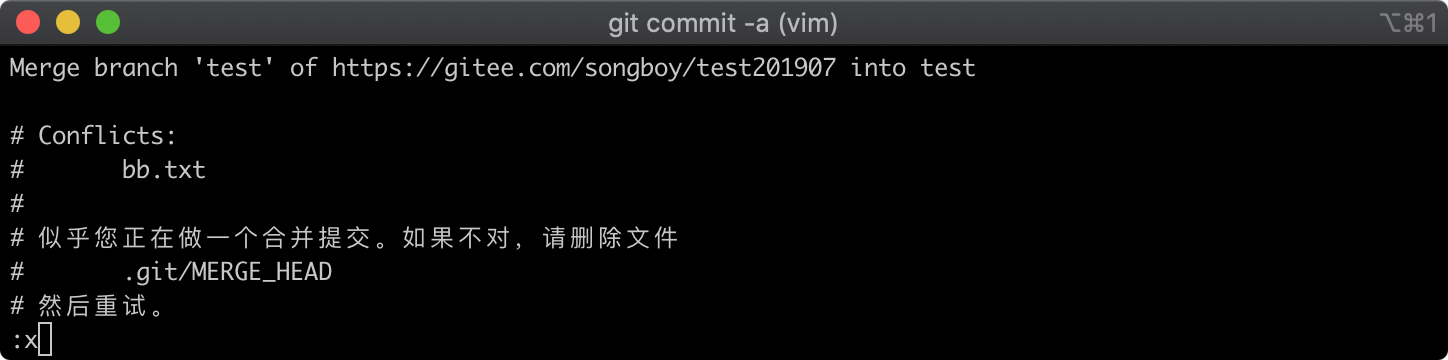 git commit -a (vim)
⌥⌘1
Merge branch 'test' of https://gitee.com/songboy/test201907 into test
# Conflicts:
#       bb.txt
#
# 似乎您正在做一个合并提交。如果不对，请删除文件
#       .git/MERGE_HEAD
# 然后重试。
:x